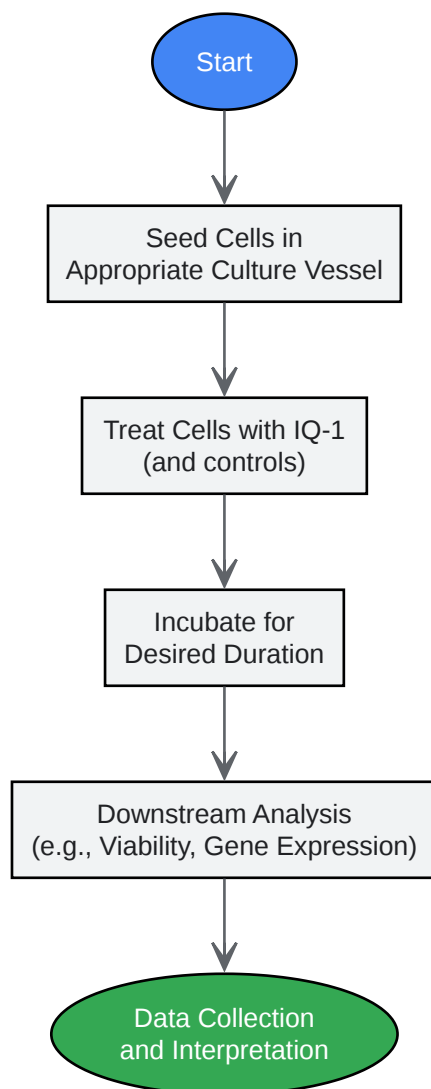 Start
Seed Cells in
Appropriate Culture Vessel
Treat Cells with IQ-1
(and controls)
Incubate for
Desired Duration
Downstream Analysis
(e.g., Viability, Gene Expression)
Data Collection
and Interpretation